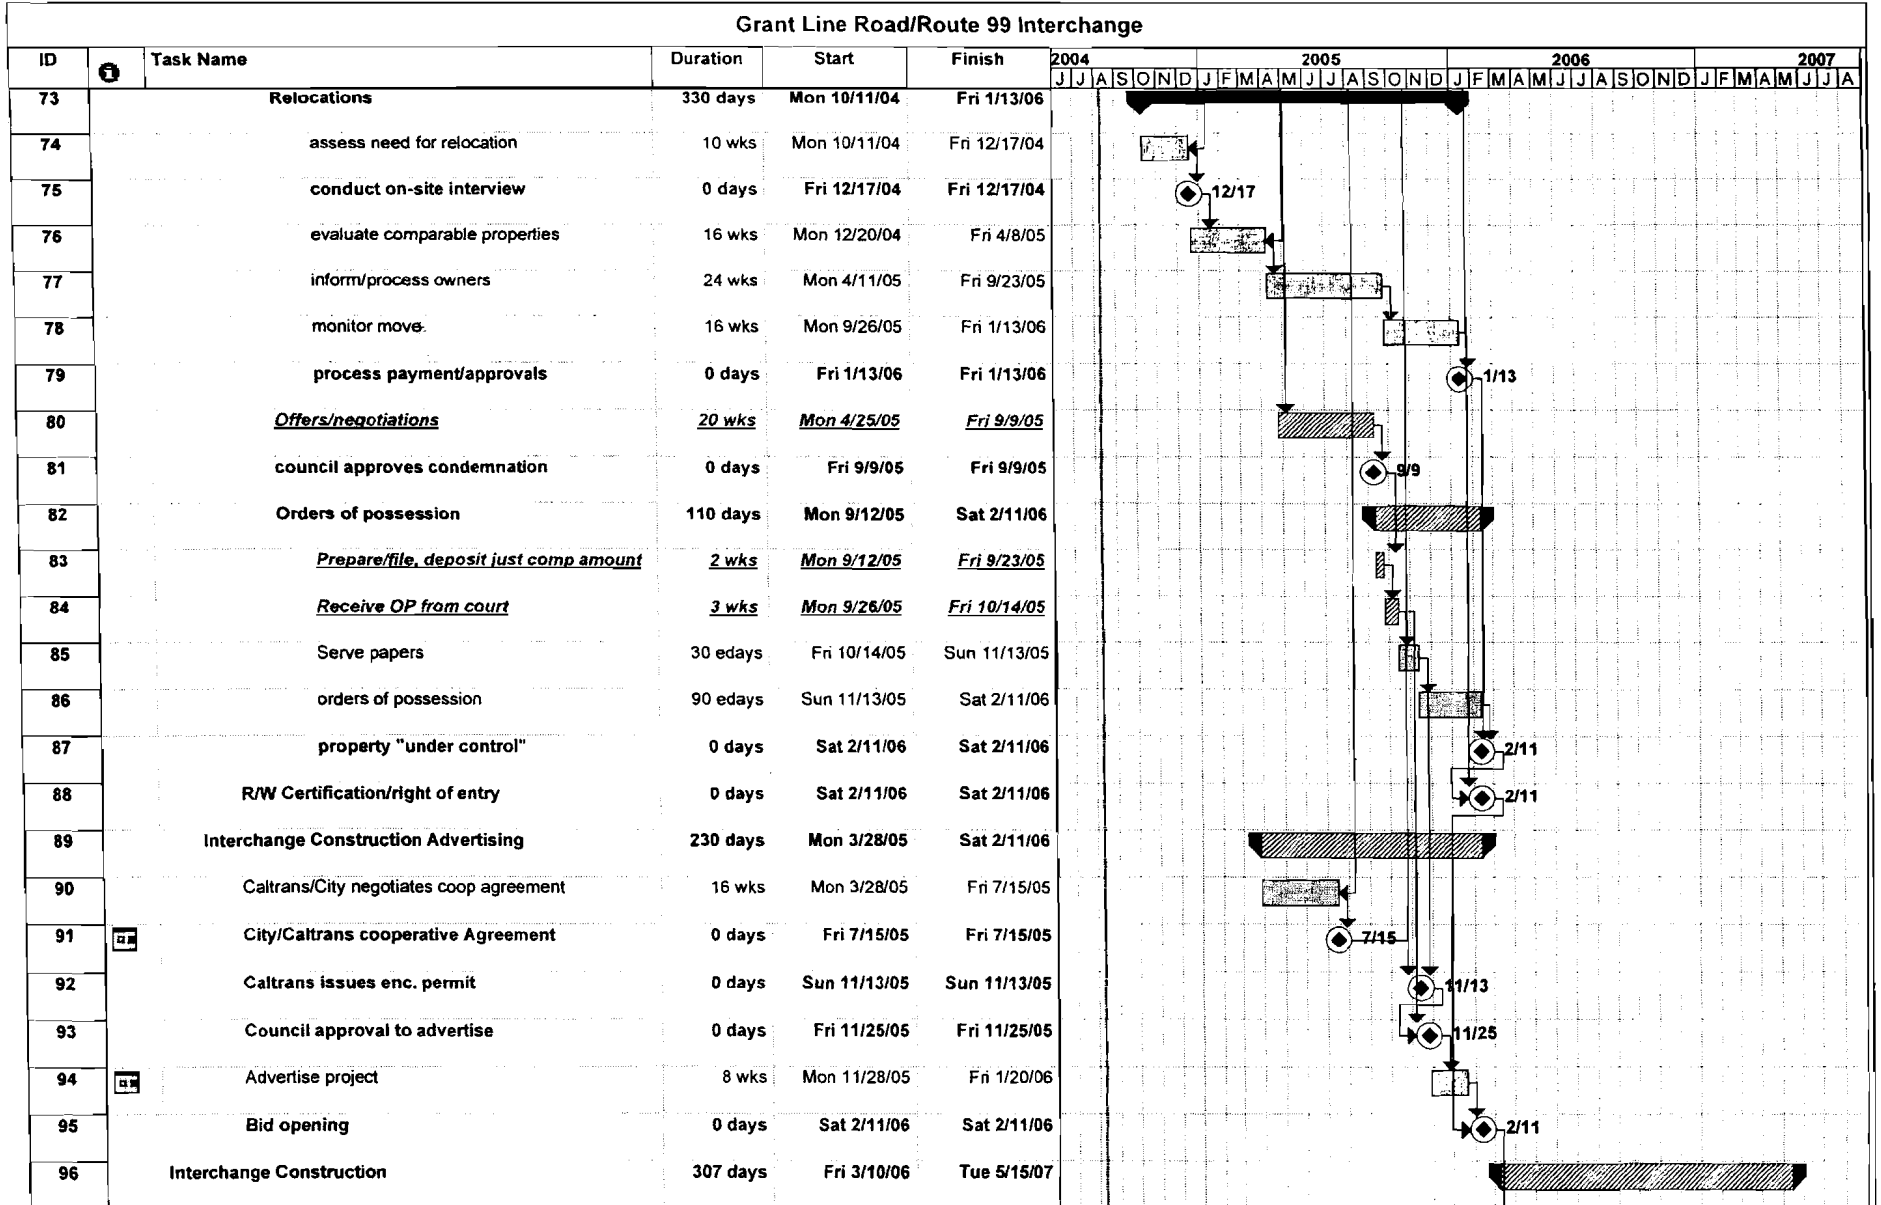 Grant Line Road/Route 99 Interchange
ID Task Name Duration Start Finish 2004 2005 2006 2007
J J A S O N D J F M A M J J A S O N D J F M A M J J A S O N D J F M A M J J A
73 Relocations 330 days Mon 10/11/04 Fri 1/13/06
74 assess need for relocation 10 wks Mon 10/11/04 Fri 12/17/04
75 conduct on-site interview 0 days Fri 12/17/04 Fri 12/17/04 12/17
76 evaluate comparable properties 16 wks Mon 12/20/04 Fri 4/8/05
77 inform/process owners 24 wks Mon 4/11/05 Fri 9/23/05
78 monitor move 16 wks Mon 9/26/05 Fri 1/13/06
79 process payment/approvals 0 days Fri 1/13/06 Fri 1/13/06 1/13
80 Offers/negotiations 20 wks Mon 4/25/05 Fri 9/9/05
81 council approves condemnation 0 days Fri 9/9/05 Fri 9/9/05 9/9
82 Orders of possession 110 days Mon 9/12/05 Sat 2/11/06
83 Prepare/file, deposit just comp amount 2 wks Mon 9/12/05 Fri 9/23/05
84 Receive OP from court 3 wks Mon 9/26/05 Fri 10/14/05
85 Serve papers 30 edays Fri 10/14/05 Sun 11/13/05
86 orders of possession 90 edays Sun 11/13/05 Sat 2/11/06
87 property "under control" 0 days Sat 2/11/06 Sat 2/11/06 2/11
88 R/W Certification/right of entry 0 days Sat 2/11/06 Sat 2/11/06 2/11
89 Interchange Construction Advertising 230 days Mon 3/28/05 Sat 2/11/06
90 Caltrans/City negotiates coop agreement 16 wks Mon 3/28/05 Fri 7/15/05
91 City/Caltrans cooperative Agreement 0 days Fri 7/15/05 Fri 7/15/05 7/15
92 Caltrans issues enc. permit 0 days Sun 11/13/05 Sun 11/13/05 11/13
93 Council approval to advertise 0 days Fri 11/25/05 Fri 11/25/05 11/25
94 Advertise project 8 wks Mon 11/28/05 Fri 1/20/06
95 Bid opening 0 days Sat 2/11/06 Sat 2/11/06 2/11
96 Interchange Construction 307 days Fri 3/10/06 Tue 5/15/07